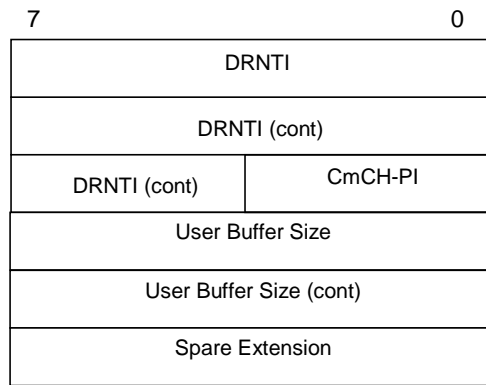 7 0
DRNTI
DRNTI (cont)
DRNTI (cont) CmCH-PI
User Buffer Size
User Buffer Size (cont)
Spare Extension